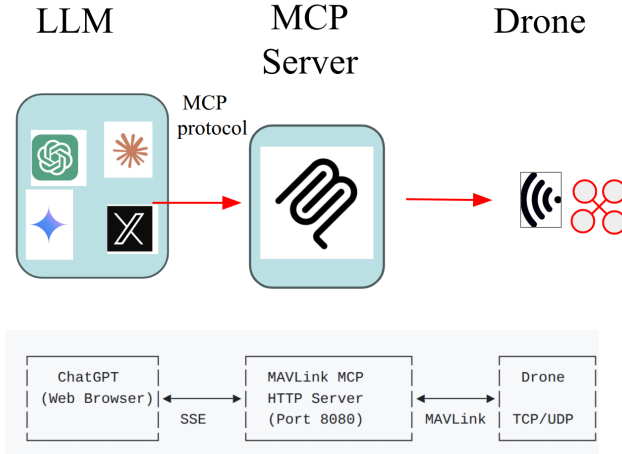 LLM
MCP
Server
Drone
MCP
protocol
ChatGPT
(Web Browser)
SSE
MAVLink MCP
HTTP Server
(Port 8080)
MAVLink
Drone
TCP/UDP